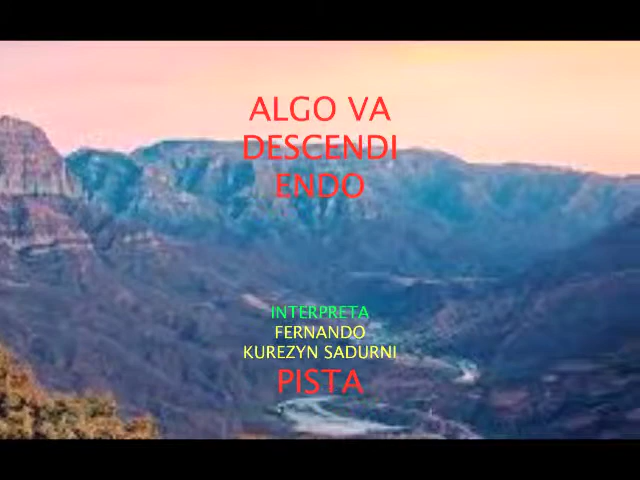 ALGO VA
DESCENDI
ENDO
INTERPRETA
FERNANDO
KUREZYN SADURNI
PISTA